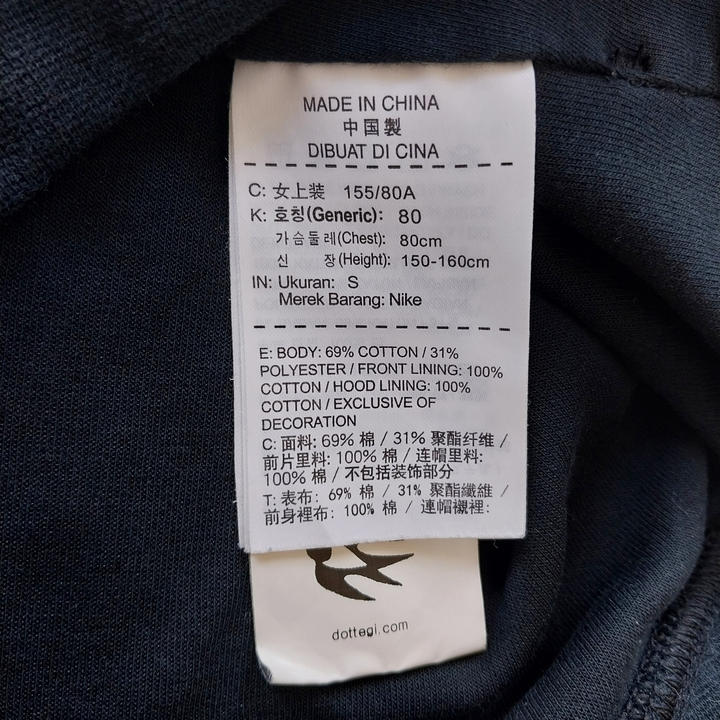 MADE IN CHINA
中国製
DIBUAT DI CINA
C: 女上装 155/80A
K: 호칭(Generic): 80
가슴둘레(Chest): 80cm
신 장(Height): 150-160cm
IN: Ukuran: S
Merek Barang: Nike
E: BODY: 69% COTTON / 31%
POLYESTER / FRONT LINING: 100%
COTTON / HOOD LINING: 100%
COTTON / EXCLUSIVE OF
DECORATION
C: 面料: 69% 棉 / 31% 聚酯纤维 /
前片里料: 100% 棉 / 连帽里料:
100% 棉 / 不包括装饰部分
T: 表布: 69% 棉 / 31% 聚酯纖維 /
前身裡布: 100% 棉 / 連帽襯裡:
dottegi.com